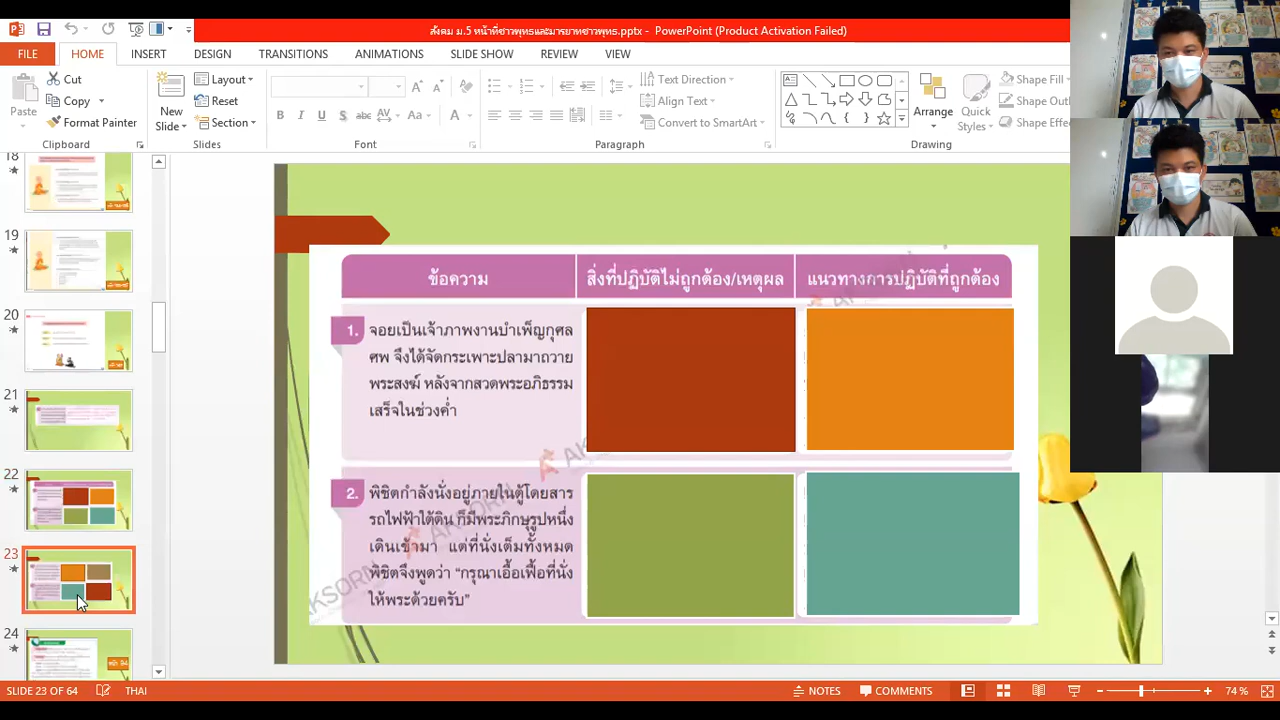 สังคม ม.5 หน้าที่ชาวพุทธและมารยาทชาวพุทธ.pptx - PowerPoint (Product Activation Failed)
FILE HOME INSERT DESIGN TRANSITIONS ANIMATIONS SLIDE SHOW REVIEW VIEW
Cut
Copy
Format Painter
Paste
Clipboard
New
Slide
Layout
Reset
Section
Slides
Font
Text Direction
Align Text
Convert to SmartArt
Paragraph
Arrange
Quick
Styles
Shape Fill
Shape Out
Shape Effec
Drawing
18
19
20
21
22
23
24
ข้อความ
สิ่งที่ปฏิบัติไม่ถูกต้อง/เหตุผล
แนวทางการปฏิบัติที่ถูกต้อง
1. จอยเป็นเจ้าภาพงานบำเพ็ญกุศล
ศพ จึงได้จัดกระเพาะปลามาถวาย
พระสงฆ์ หลังจากสวดพระอภิธรรม
เสร็จในช่วงค่ำ
2. พิชิตกำลังนั่งอยู่ภายในตู้โดยสาร
รถไฟฟ้าใต้ดิน ก็มีพระภิกษุรูปหนึ่ง
เดินเข้ามา แต่ที่นั่งเต็มทั้งหมด
พิชิตจึงพูดว่า “กรุณาเอื้อเฟื้อที่นั่ง
ให้พระด้วยครับ”
SLIDE 23 OF 64 THAI NOTES COMMENTS 74 %